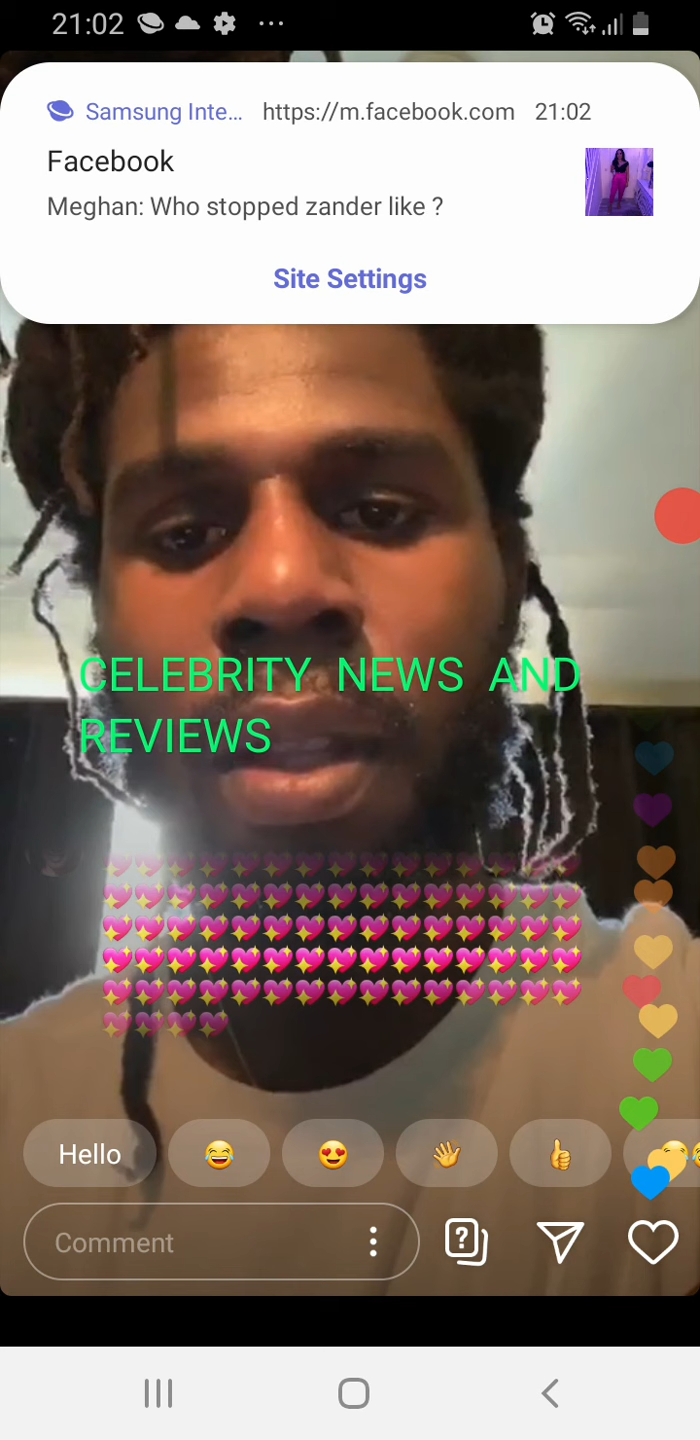 21:02
Samsung Inte… https://m.facebook.com 21:02
Facebook
Meghan: Who stopped zander like ?
Site Settings
CELEBRITY NEWS AND
REVIEWS
Hello
Comment